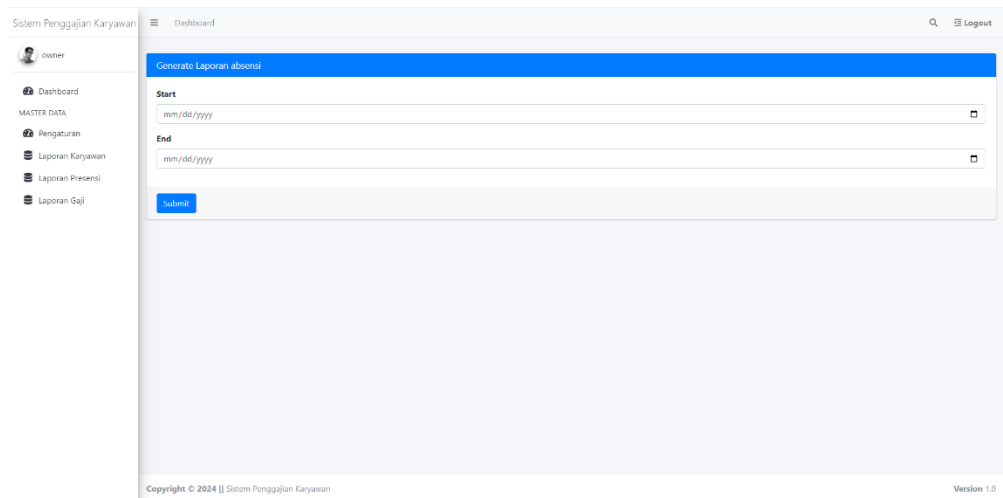 Sistem Penggajian Karyawan
Dashboard
Logout
owner
Dashboard
MASTER DATA
Pengaturan
Laporan Karyawan
Laporan Presensi
Laporan Gaji
Generate Laporan absensi
Start
mm/dd/yyyy
End
mm/dd/yyyy
Submit
Copyright © 2024 || Sistem Penggajian Karyawan
Version 1.0